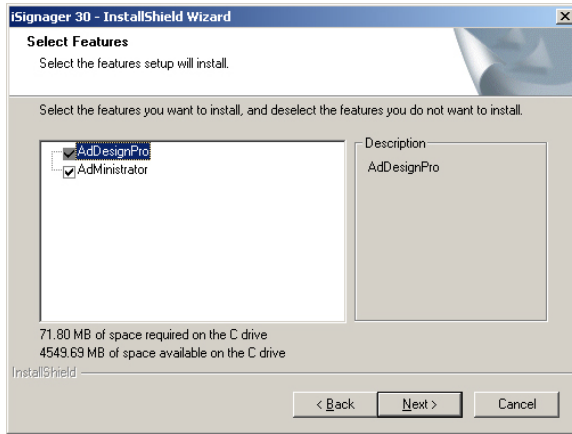 iSignager 30 - InstallShield Wizard
Select Features
Select the features setup will install.
Select the features you want to install, and deselect the features you do not want to install.
AdDesignPro
AdMinistrator
Description
AdDesignPro
71.80 MB of space required on the C drive
4549.69 MB of space available on the C drive
InstallShield
< Back
Next >
Cancel